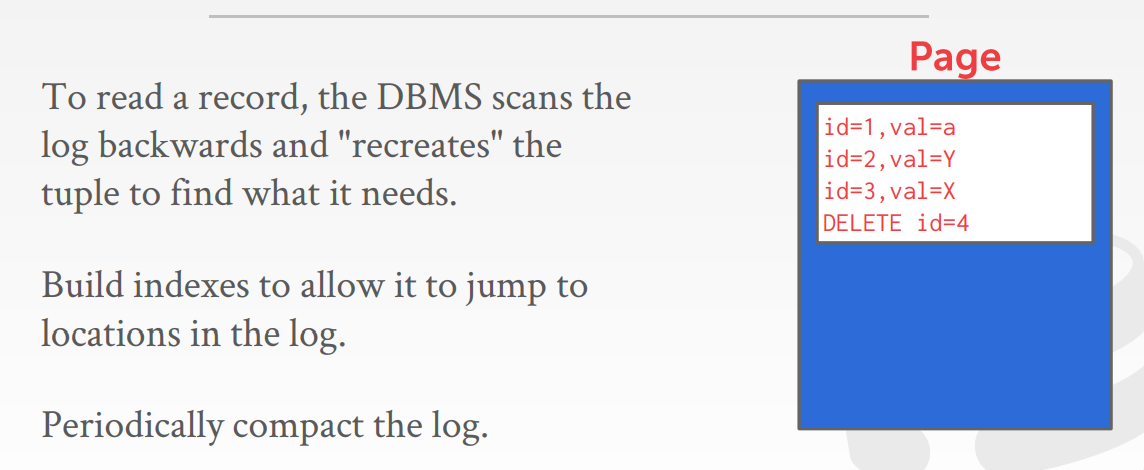 To read a record, the DBMS scans the
log backwards and "recreates" the
tuple to find what it needs.
Build indexes to allow it to jump to
locations in the log.
Periodically compact the log.
Page
id=1,val=a
id=2,val=Y
id=3,val=X
DELETE id=4